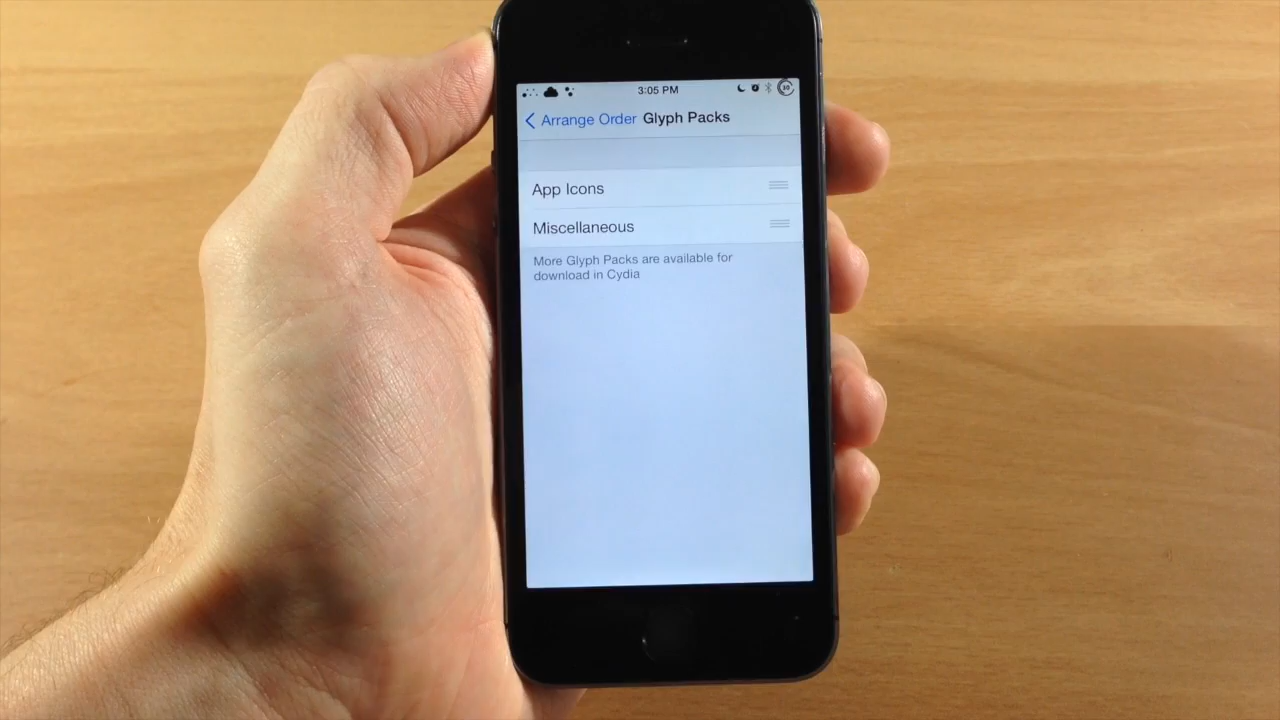 3:05 PM
Arrange Order Glyph Packs
App Icons
Miscellaneous
More Glyph Packs are available for
download in Cydia